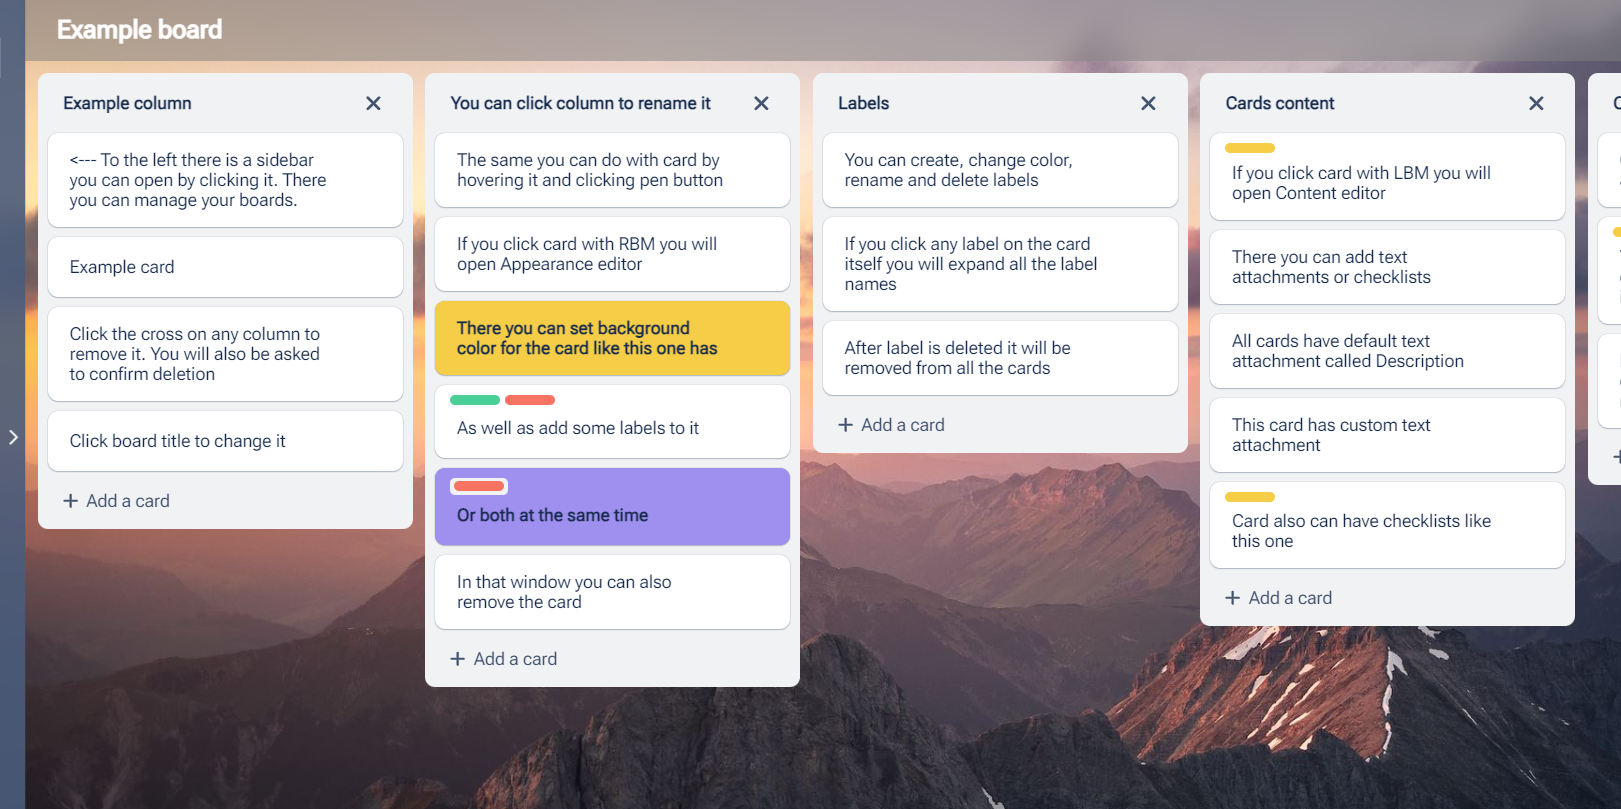 Example board
Example column
<--- To the left there is a sidebar
you can open by clicking it. There
you can manage your boards.
Example card
Click the cross on any column to
remove it. You will also be asked
to confirm deletion
Click board title to change it
+ Add a card
You can click column to rename it
The same you can do with card by
hovering it and clicking pen button
If you click card with RBM you will
open Appearance editor
There you can set background
color for the card like this one has
As well as add some labels to it
Or both at the same time
In that window you can also
remove the card
+ Add a card
Labels
You can create, change color,
rename and delete labels
If you click any label on the card
itself you will expand all the label
names
After label is deleted it will be
removed from all the cards
+ Add a card
Cards content
If you click card with LBM you will
open Content editor
There you can add text
attachments or checklists
All cards have default text
attachment called Description
This card has custom text
attachment
Card also can have checklists like
this one
+ Add a card